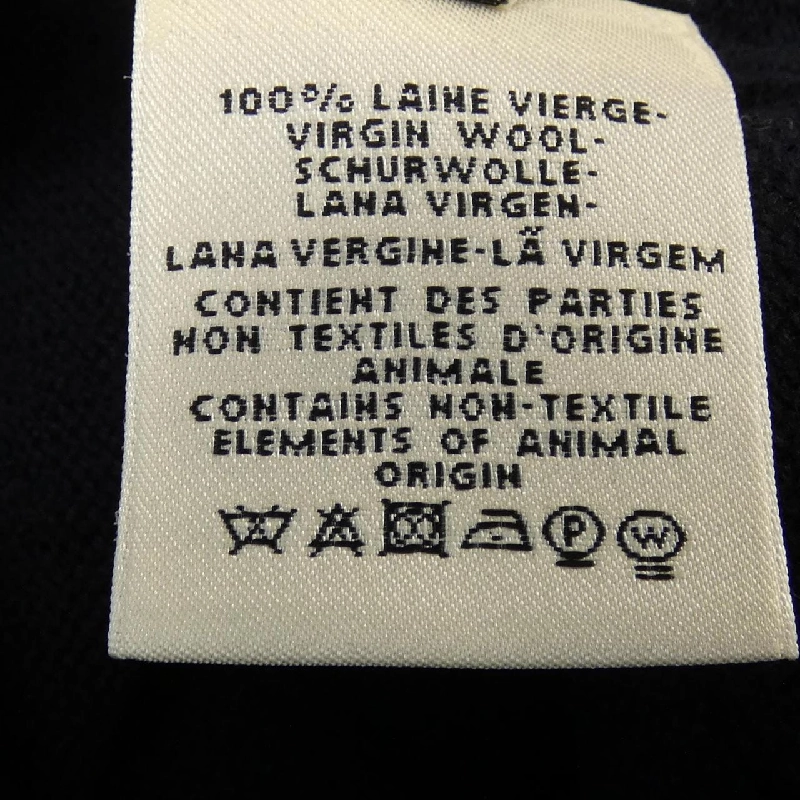 100% LAINE VIERGE-
VIRGIN WOOL-
SCHURWOLLE-
LANA VIRGEN-
LANA VERGINE-LÃ VIRGEM
CONTIENT DES PARTIES
NON TEXTILES D'ORIGINE
ANIMALE
CONTAINS NON-TEXTILE
ELEMENTS OF ANIMAL
ORIGIN
P W